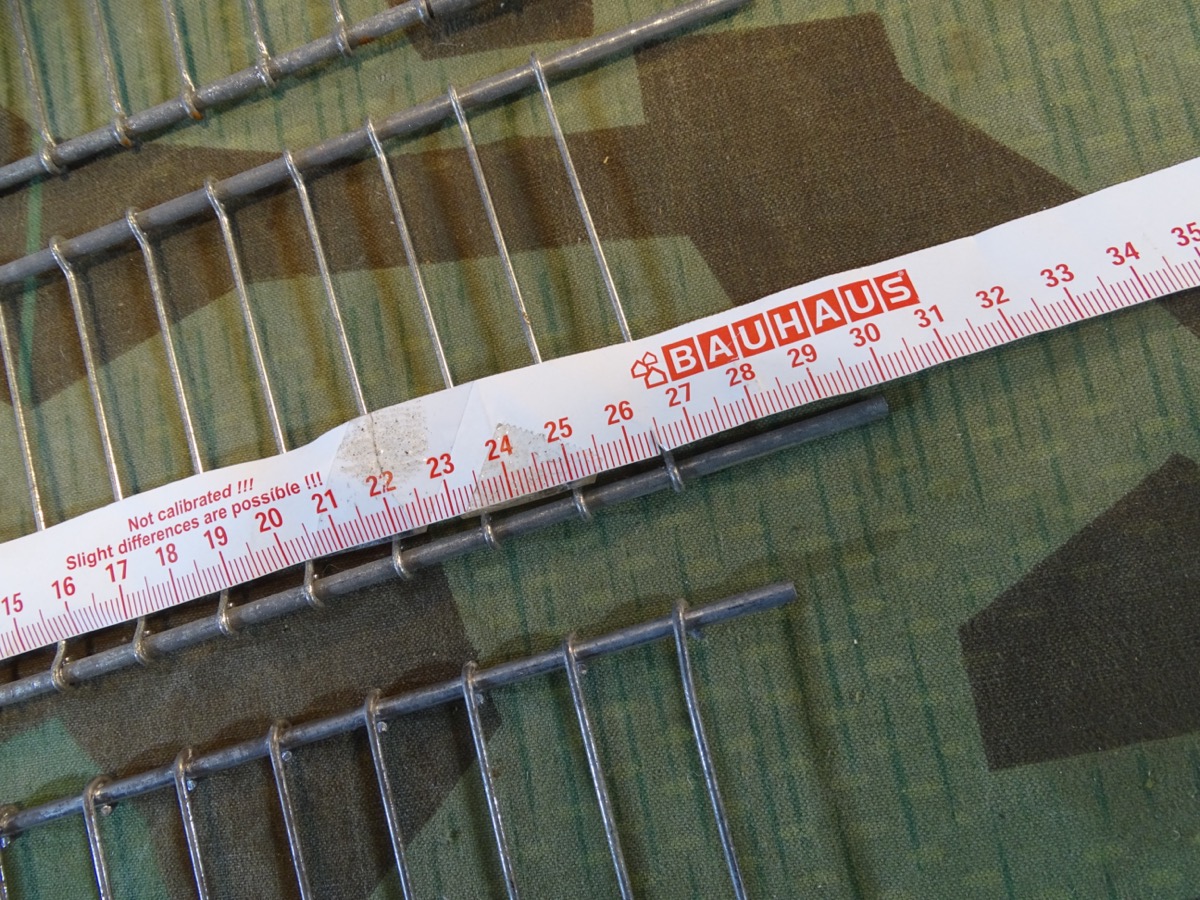 BAUHAUS®
Not calibrated !!!
Slight differences are possible !!!
15 16 17 18 19 20 21 22 23 24 25 26 27 28 29 30 31 32 33 34 35